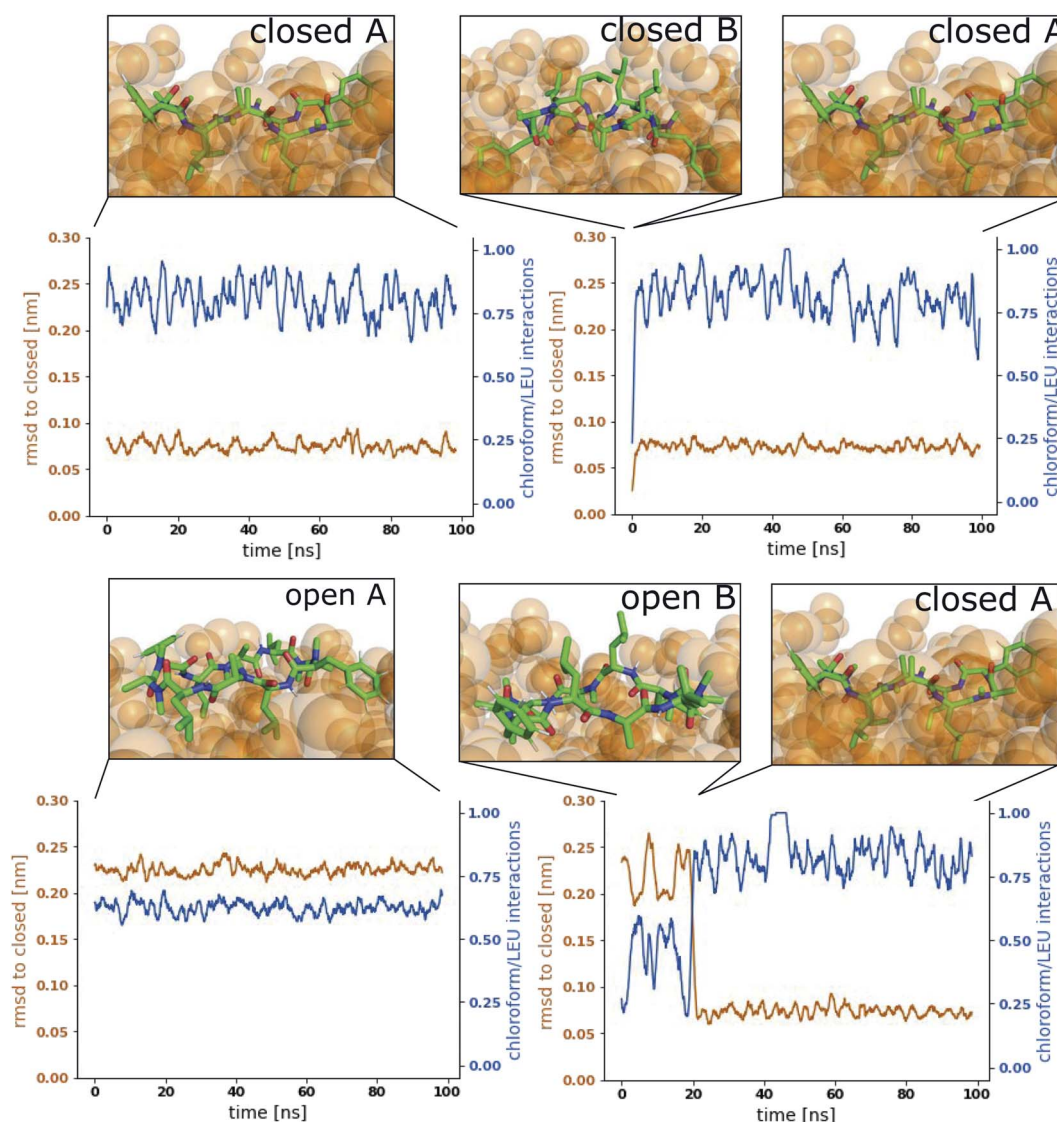 closed A
closed B
closed A
0.30
0.25
0.20
0.15
0.10
0.05
0.00
rmsd to closed [nm]
1.00
0.75
0.50
0.25
0.00
chloroform/LEU interactions
0 20 40 60 80 100
time [ns]
0.30
0.25
0.20
0.15
0.10
0.05
0.00
rmsd to closed [nm]
1.00
0.75
0.50
0.25
0.00
chloroform/LEU interactions
0 20 40 60 80 100
time [ns]
open A
open B
closed A
0.30
0.25
0.20
0.15
0.10
0.05
0.00
rmsd to closed [nm]
1.00
0.75
0.50
0.25
0.00
chloroform/LEU interactions
0 20 40 60 80 100
time [ns]
0.30
0.25
0.20
0.15
0.10
0.05
0.00
rmsd to closed [nm]
1.00
0.75
0.50
0.25
0.00
chloroform/LEU interactions
0 20 40 60 80 100
time [ns]